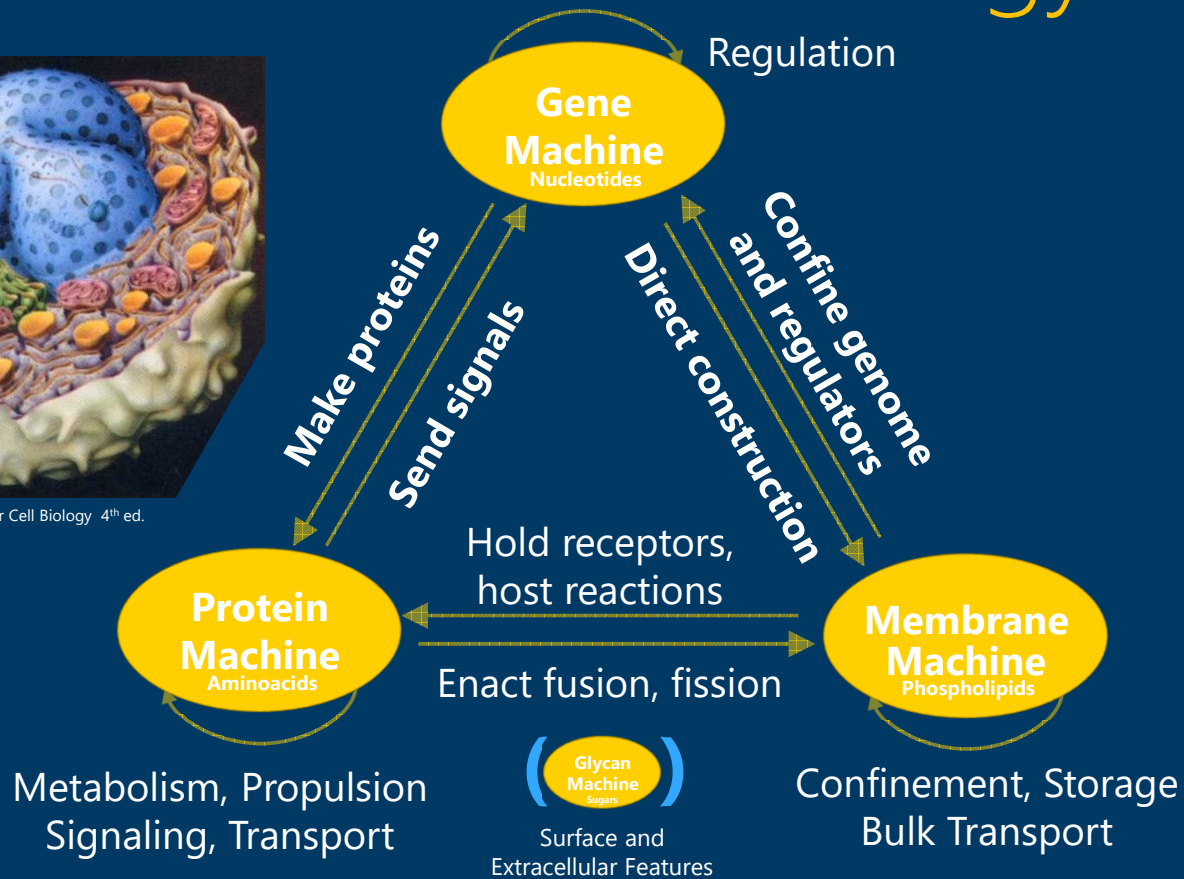 Regulation
Gene
Machine
Nucleotides
Make proteins
Send signals
Direct construction
Confine genome
and regulators
Cell Biology 4th ed.
Hold receptors,
host reactions
Protein
Machine
Aminoacids
Membrane
Machine
Phospholipids
Enact fusion, fission
Metabolism, Propulsion
Signaling, Transport
( Glycan
Machine
Sugars )
Surface and
Extracellular Features
Confinement, Storage
Bulk Transport